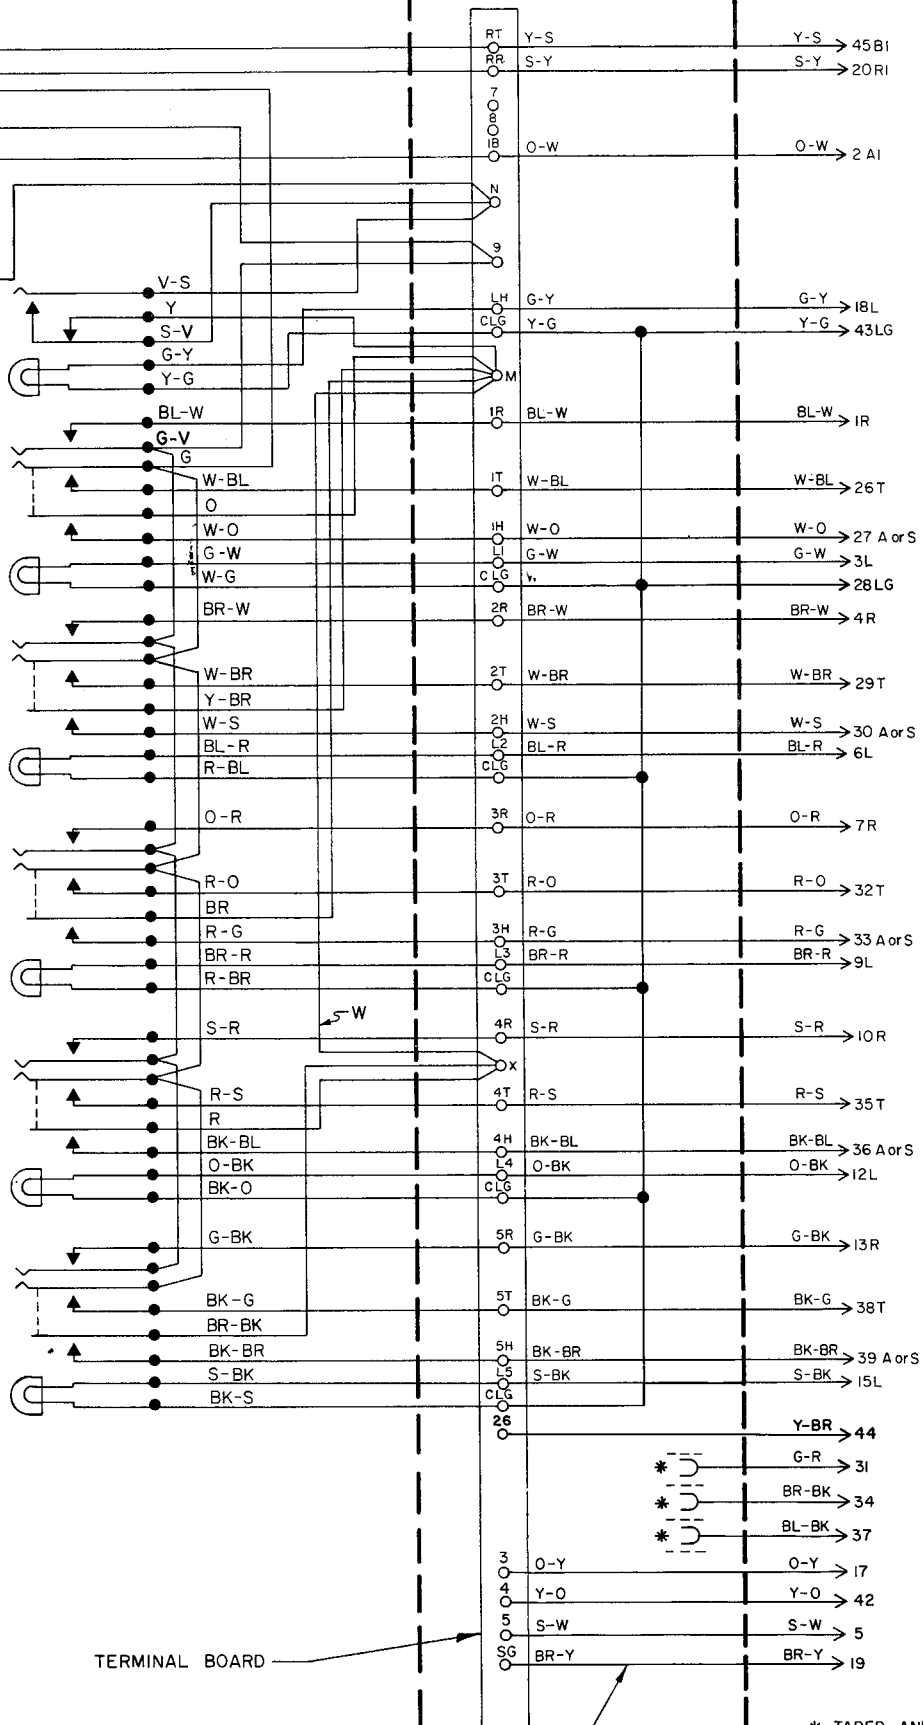 RT Y-S Y-S 45B1
RR S-Y S-Y 20R1
7
8
1B O-W O-W 2A1
N
9
V-S
LH G-Y G-Y 18L
Y
CLG Y-G Y-G 43LG
S-V
G-Y
M
Y-G
BL-W 1R BL-W BL-W 1R
G-V
G
W-BL 1T W-BL W-BL 26T
O
W-O 1H W-O W-O 27 A or S
G-W L1 G-W G-W 3L
W-G CLG 28LG
BR-W 2R BR-W BR-W 4R
W-BR 2T W-BR W-BR 29T
Y-BR
W-S 2H W-S W-S 30 A or S
BL-R L2 BL-R BL-R 6L
R-BL CLG
O-R 3R O-R O-R 7R
R-O 3T R-O R-O 32T
BR
R-G 3H R-G R-G 33 A or S
BR-R L3 BR-R BR-R 9L
R-BR CLG
W
S-R 4R S-R S-R 10R
X
R-S 4T R-S R-S 35T
R
BK-BL 4H BK-BL BK-BL 36 A or S
O-BK L4 O-BK O-BK 12L
BK-O CLG
G-BK 5R G-BK G-BK 13R
BK-G 5T BK-G BK-G 38T
BR-BK
BK-BR 5H BK-BR BK-BR 39 A or S
S-BK L5 S-BK S-BK 15L
BK-S CLG
26 Y-BR 44
* G-R 31
* BR-BK 34
* BL-BK 37
3 O-Y O-Y 17
4 Y-O Y-O 42
5 S-W S-W 5
SG BR-Y BR-Y 19
TERMINAL BOARD